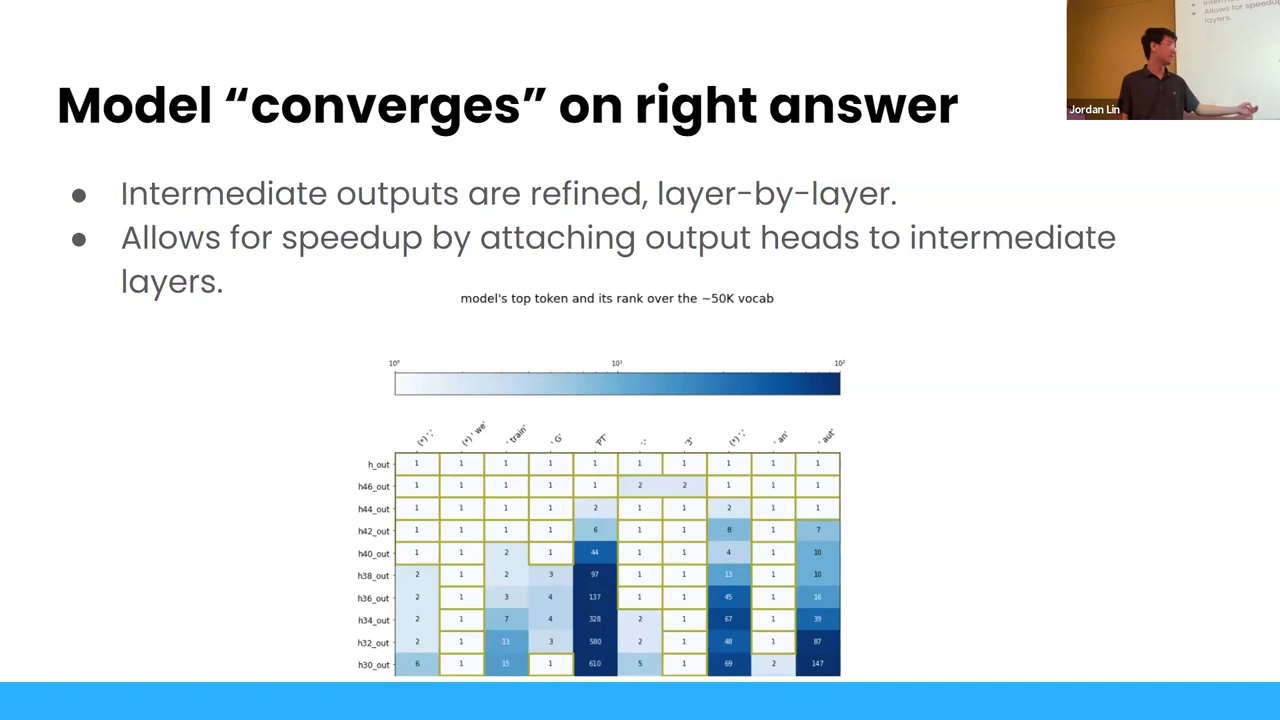 Model “converges” on right answer
Intermed
Allows for speedup
layers.
Jordan Lin
● Intermediate outputs are refined, layer-by-layer.
● Allows for speedup by attaching output heads to intermediate
layers.
model's top token and its rank over the ~50K vocab
10⁰ 10¹ 10²
(*) ',' (*) ' we' ' train' ' G' 'PT' '-' '3' (*) ',' ' an' ' aut'
h_out 1 1 1 1 1 1 1 1 1 1
h46_out 1 1 1 1 1 2 2 1 1 1
h44_out 1 1 1 1 2 1 1 2 1 1
h42_out 1 1 1 1 6 1 1 8 1 7
h40_out 1 1 2 1 44 1 1 4 1 10
h38_out 2 1 2 3 97 1 1 13 1 10
h36_out 2 1 3 4 137 1 1 45 1 16
h34_out 2 1 7 4 328 2 1 67 1 39
h32_out 2 1 13 3 580 2 1 48 1 87
h30_out 6 1 15 1 610 5 1 69 2 147